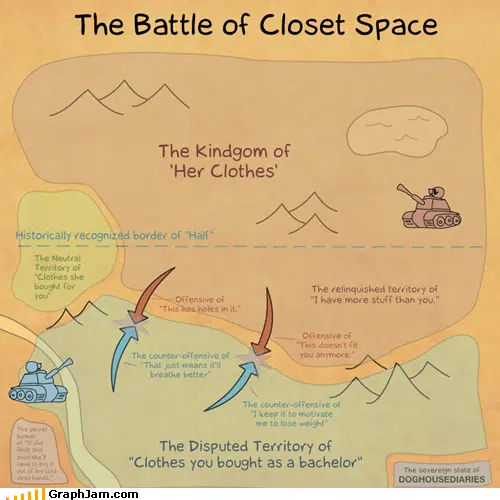 The Battle of Closet Space
The Kindgom of
'Her Clothes'
Historically recognized border of "Half"
The Neutral
Territory of
"Clothes she
bought for
you"
The relinquished territory of
"I have more stuff than you."
Offensive of
"This has holes in it."
Offensive of
"This doesn't fit
you anymore."
The counter-offensive of
"That just means it'll
breathe better"
The counter-offensive of
"I keep it to motivate
me to lose weight"
The secret
bunker
of "If she
finds this
pair she'll
have to pry it
out of my cold
dead hands."
The Disputed Territory of
"Clothes you bought as a bachelor"
The sovereign state of
DOGHOUSEDIARIES
GraphJam.com